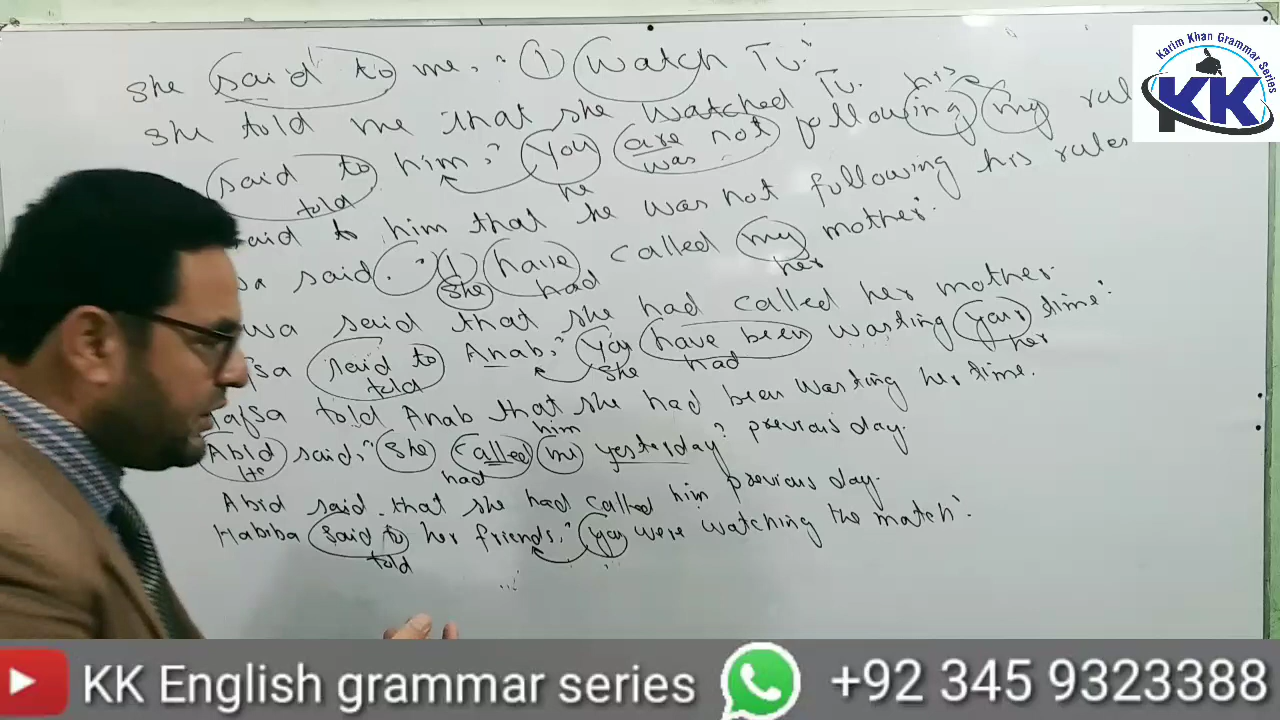 Karim Khan Grammar Series
KK
She said to me, " I Watch Tv."
She told me that she watched Tv.
his
said to him, " You are not following my rul
told he was
said to him that he was not following his rules
sa said. " I have called my mother.
she had her
wa said that she had called her mother.
fsa said to Anab, " You have been wasting your time."
told she had her
Hafsa told Anab that she had been wasting her time.
him
Abid said, " She called me yesterday" previous day.
He had
Abid said that she had called him previous day.
Habiba said to her friends, " you were watching the match".
told
KK English grammar series +92 345 9323388